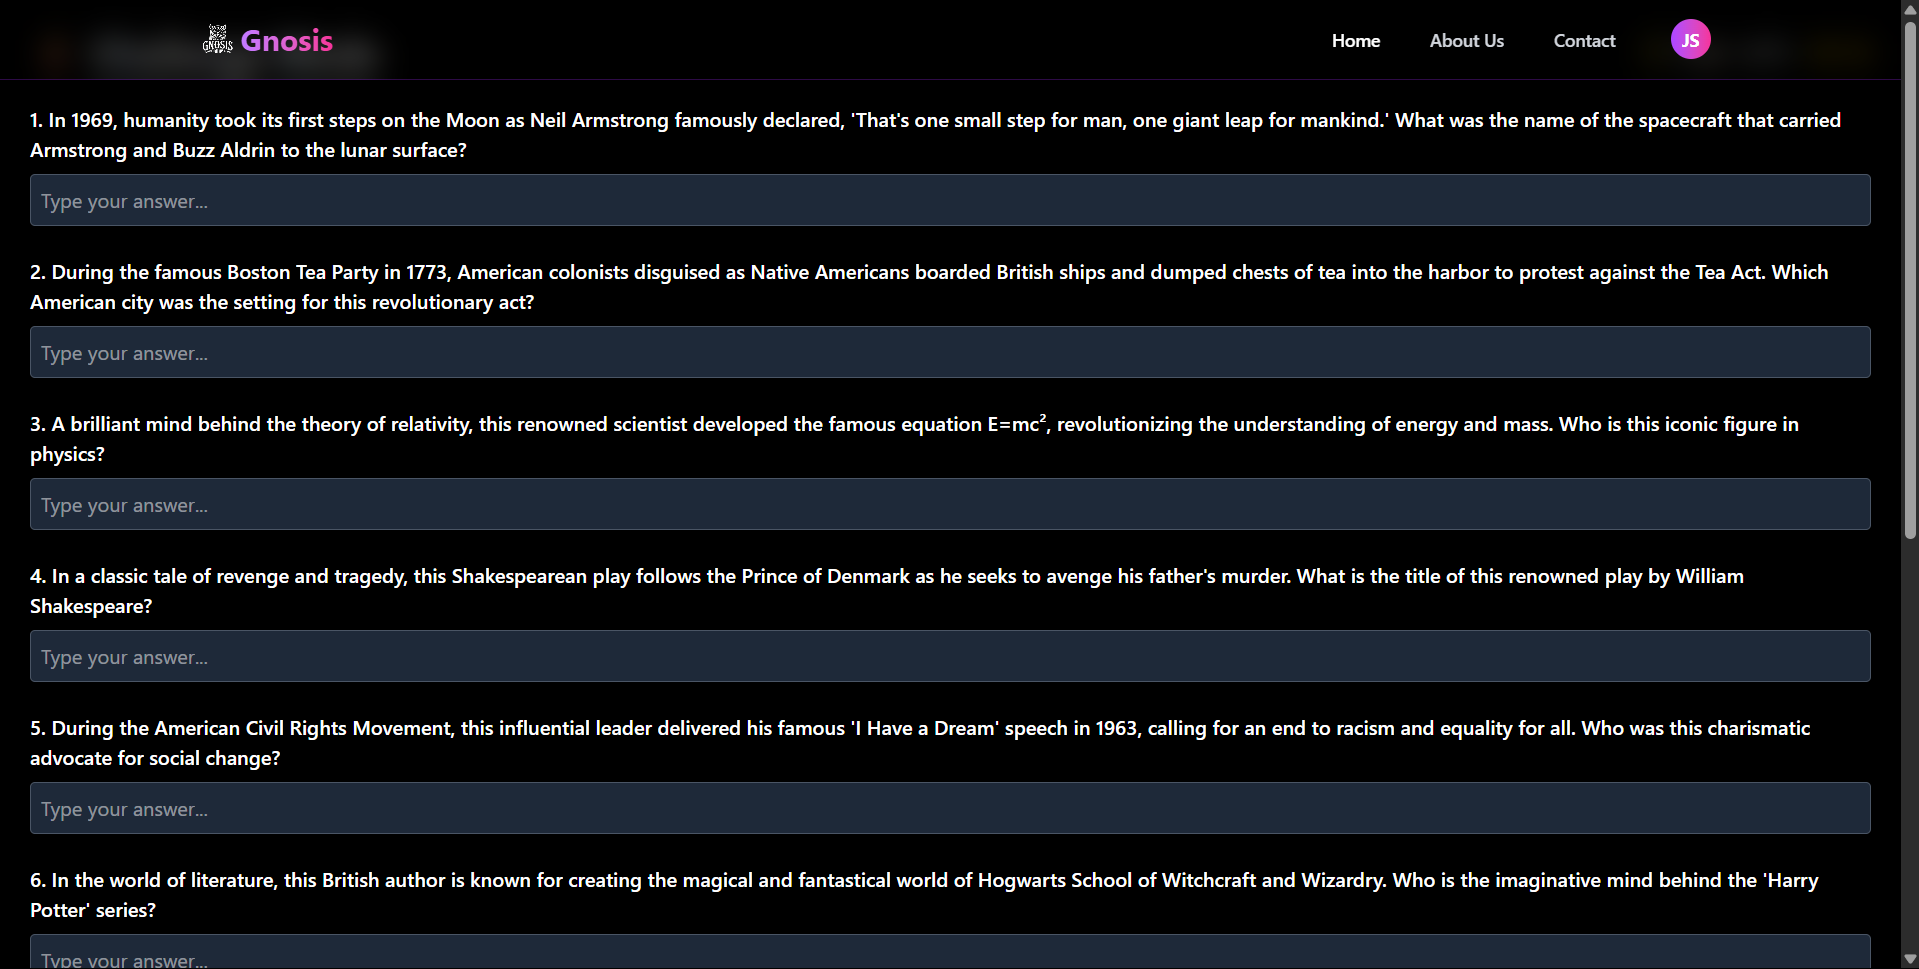 GNOSIS
Gnosis
Home
About Us
Contact
JS
1. In 1969, humanity took its first steps on the Moon as Neil Armstrong famously declared, 'That's one small step for man, one giant leap for mankind.' What was the name of the spacecraft that carried
Armstrong and Buzz Aldrin to the lunar surface?
Type your answer...
2. During the famous Boston Tea Party in 1773, American colonists disguised as Native Americans boarded British ships and dumped chests of tea into the harbor to protest against the Tea Act. Which
American city was the setting for this revolutionary act?
Type your answer...
3. A brilliant mind behind the theory of relativity, this renowned scientist developed the famous equation E=mc², revolutionizing the understanding of energy and mass. Who is this iconic figure in
physics?
Type your answer...
4. In a classic tale of revenge and tragedy, this Shakespearean play follows the Prince of Denmark as he seeks to avenge his father's murder. What is the title of this renowned play by William
Shakespeare?
Type your answer...
5. During the American Civil Rights Movement, this influential leader delivered his famous 'I Have a Dream' speech in 1963, calling for an end to racism and equality for all. Who was this charismatic
advocate for social change?
Type your answer...
6. In the world of literature, this British author is known for creating the magical and fantastical world of Hogwarts School of Witchcraft and Wizardry. Who is the imaginative mind behind the 'Harry
Potter' series?
Type your answer...